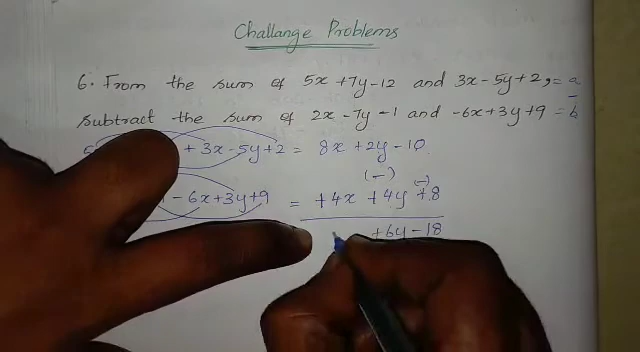 Challange Problems
6. From the sum of 5x +7y-12 and 3x-5y+2, = a
subtract the sum of 2x -7y -1 and -6x+3y+9 = b
+ 3x -5y+2 = 8x +2y -10
(-) (-)
- 6x+3y+9 = +4x +4y +8
+6y -18